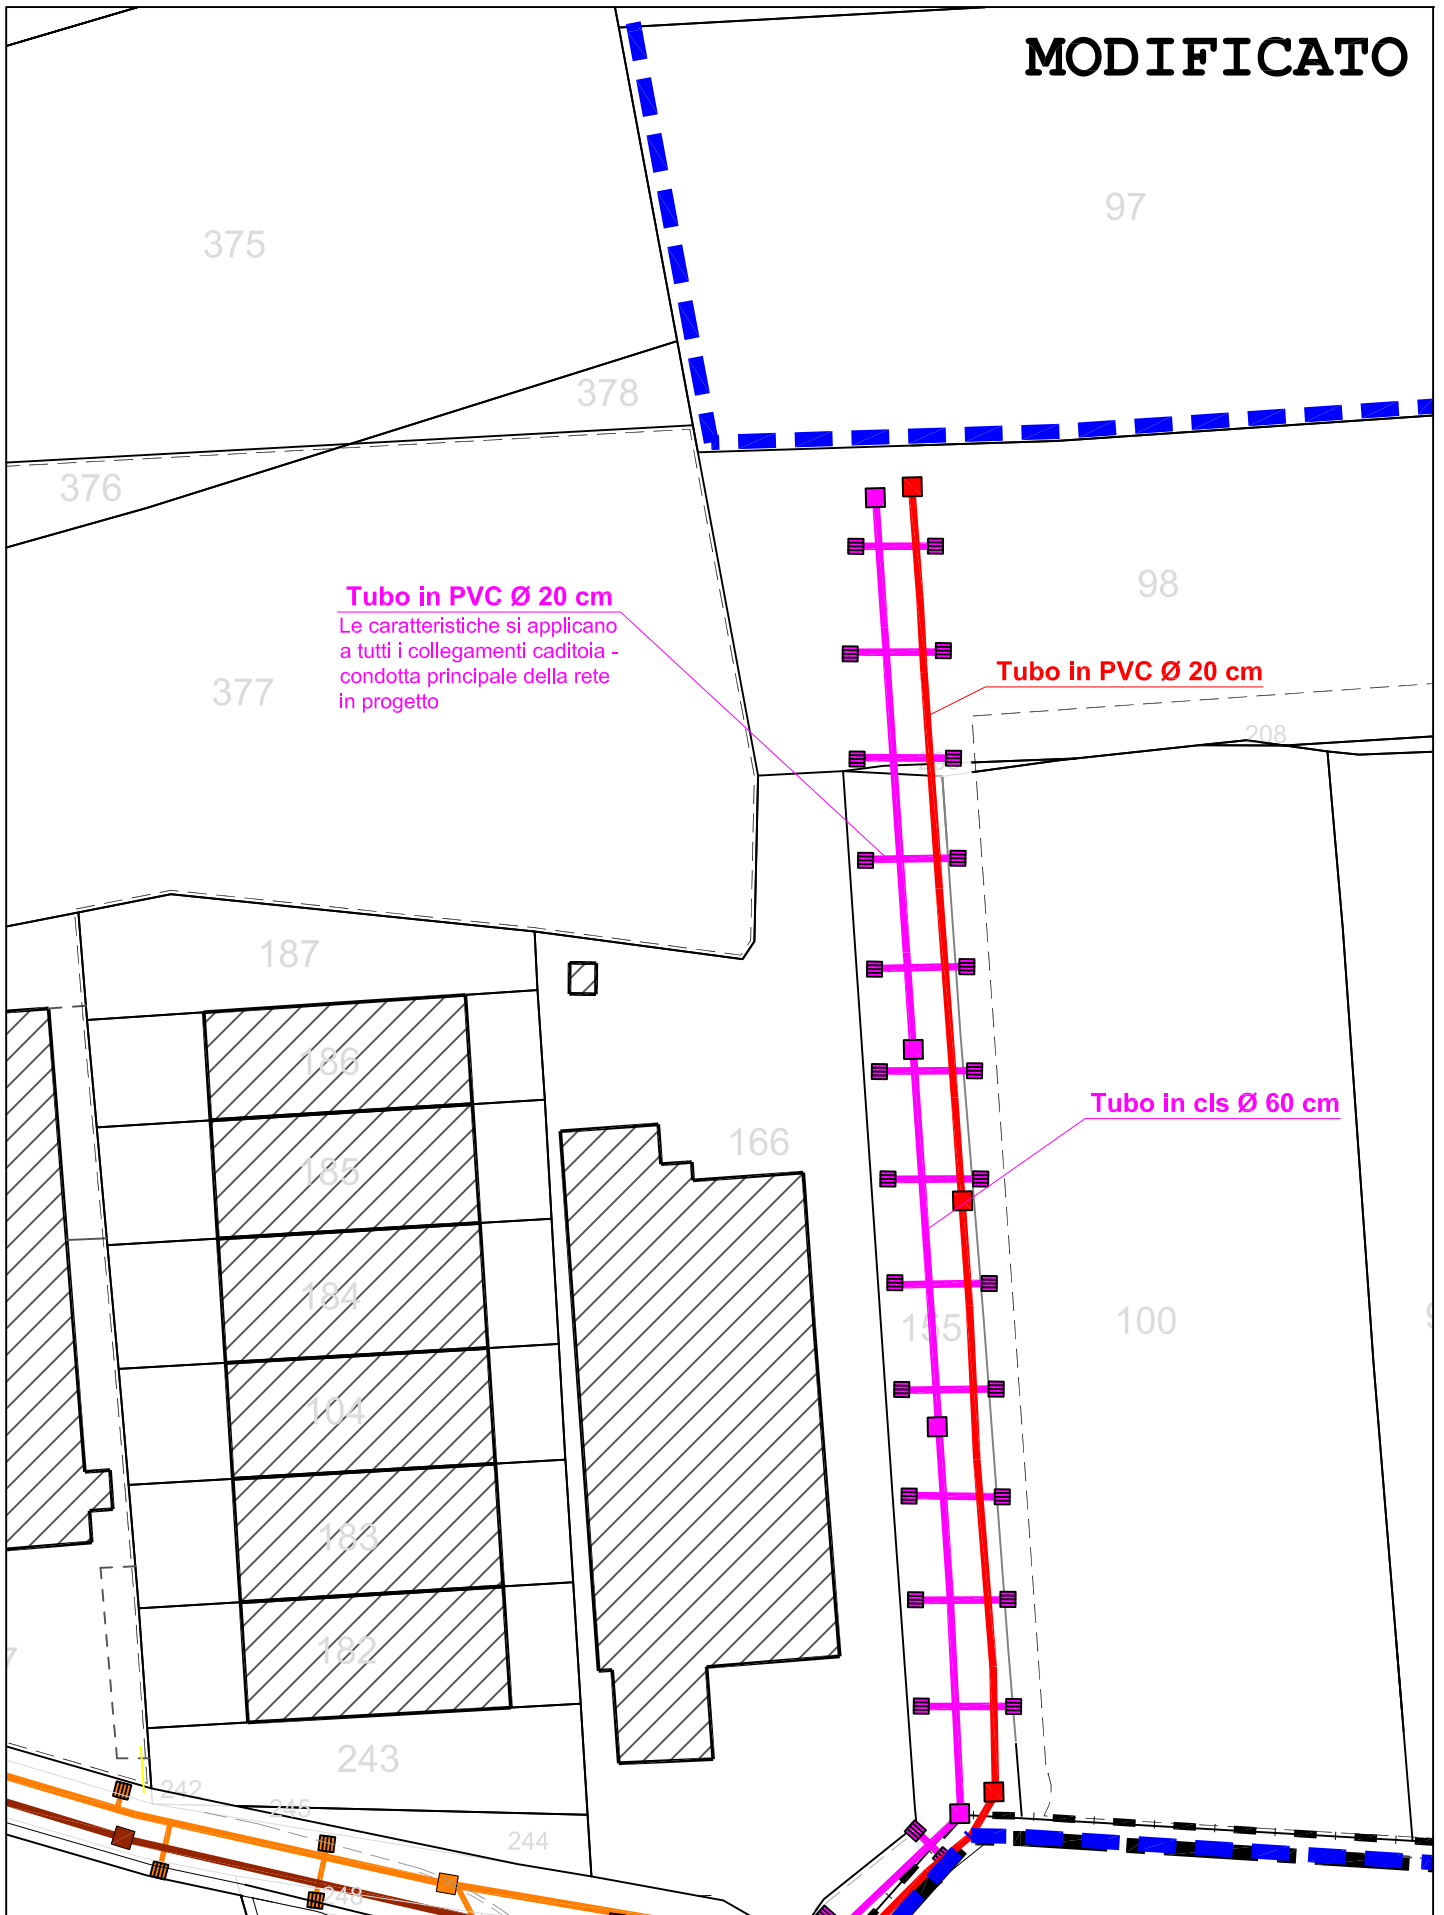 MODIFICATO
97
375
378
376
98
Tubo in PVC Ø 20 cm
Le caratteristiche si applicano
a tutti i collegamenti caditoia -
condotta principale della rete
in progetto
377
Tubo in PVC Ø 20 cm
208
187
186
Tubo in cls Ø 60 cm
166
185
184
155
100
104
183
182
243
242
245
244
248